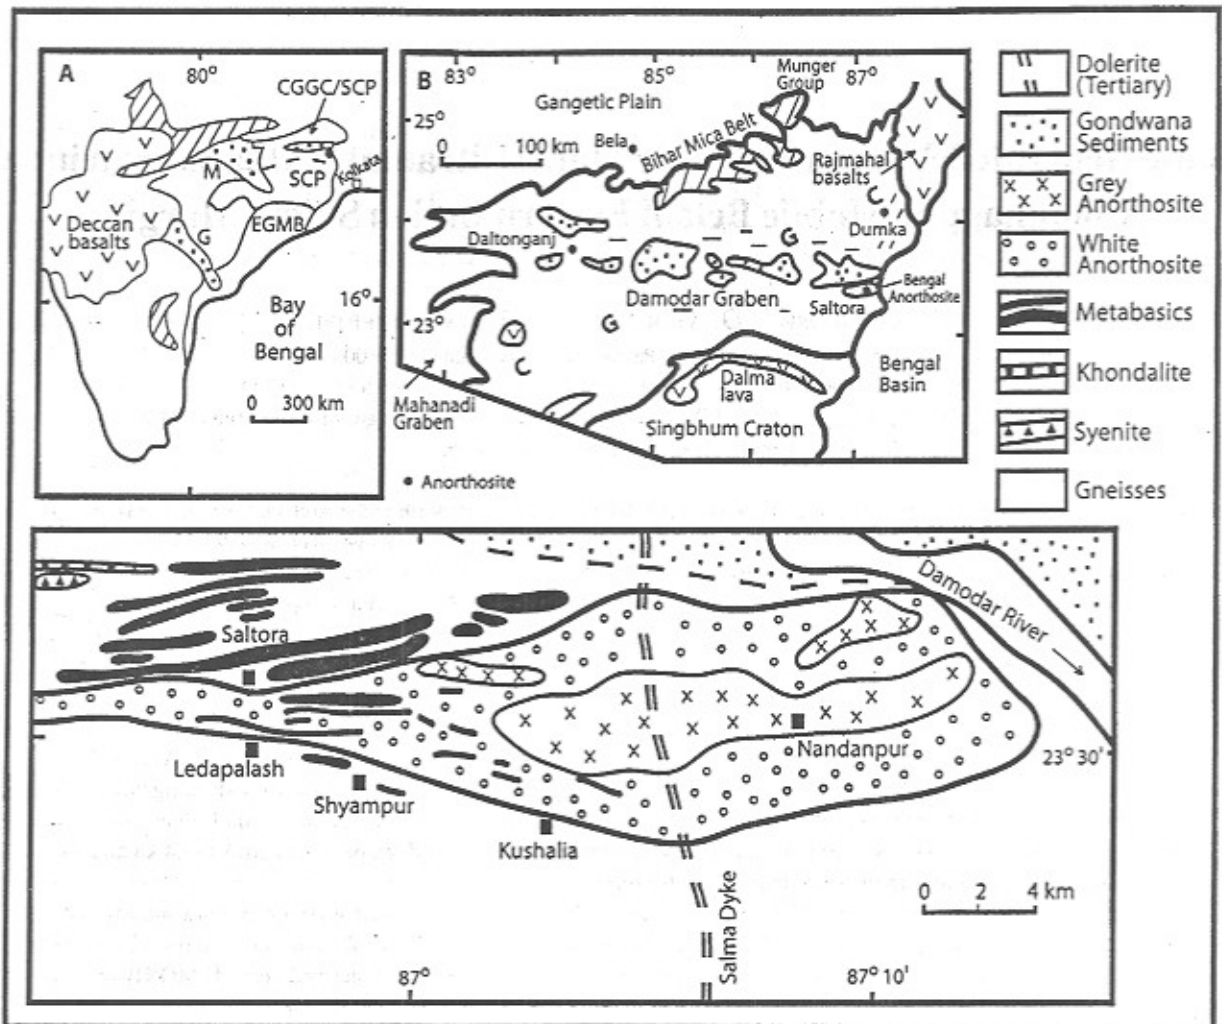 A
80°
CGGC/SCP
M
SCP
Kolkata
Deccan
basalts
G
EGMB
16°
Bay
of
Bengal
0 300 km
B
83°
85°
87°
Munger
Group
Gangetic Plain
25°
0 100 km
Bela
Bihar Mica Belt
Rajmahal
basalts
Dumka
Daltonganj
G
Damodar Graben
Saltora
Bengal
Anorthosite
23°
G
Mahanadi
Graben
Dalma
lava
Bengal
Basin
Singbhum Craton
Anorthosite
Dolerite
(Tertiary)
Gondwana
Sediments
Grey
Anorthosite
White
Anorthosite
Metabasics
Khondalite
Syenite
Gneisses
Damodar River
Saltora
Nandanpur
23° 30'
Ledapalash
Shyampur
Kushalia
0 2 4 km
Salma Dyke
87°
87° 10'